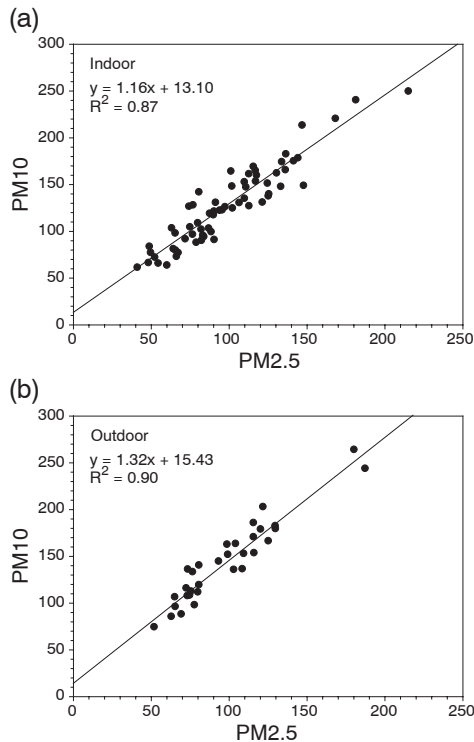 (a)
300
Indoor
y = 1.16x + 13.10
R² = 0.87
250
200
PM10
150
100
50
0
0 50 100 150 200 250
PM2.5
(b)
300
Outdoor
y = 1.32x + 15.43
R² = 0.90
250
200
PM10
150
100
50
0
0 50 100 150 200 250
PM2.5